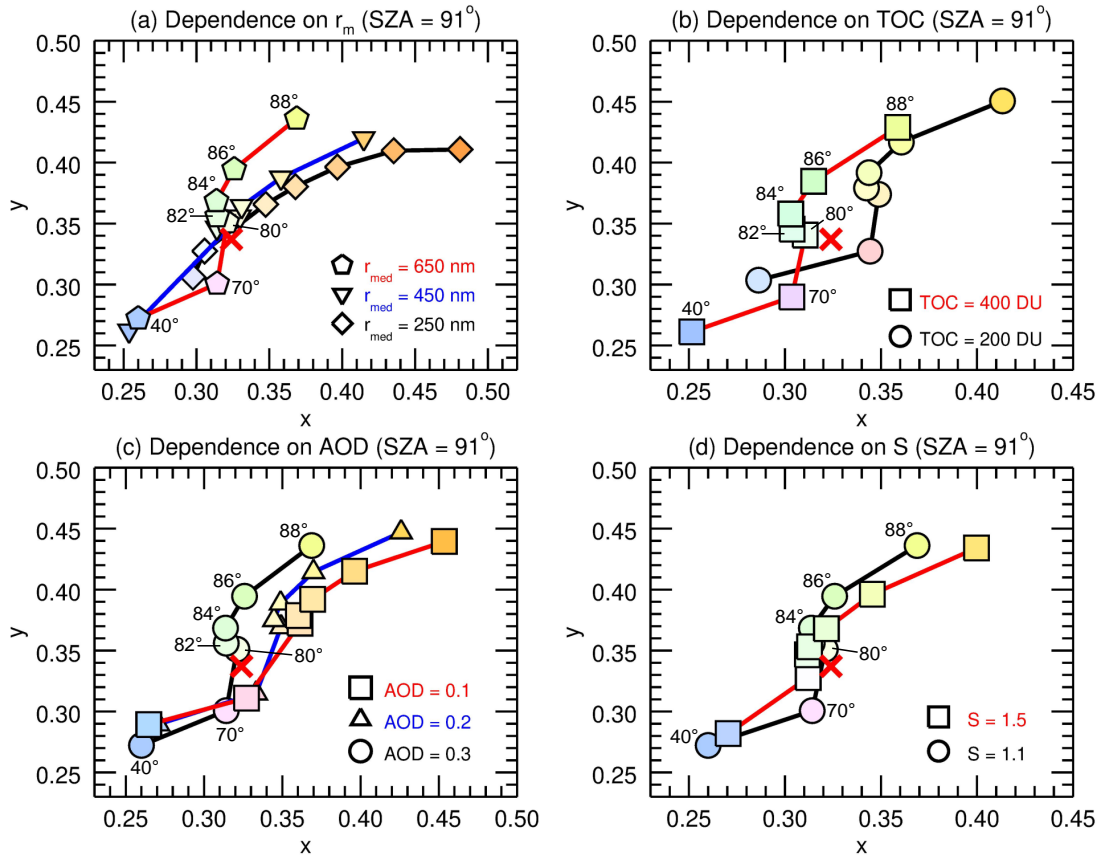 (a) Dependence on r_m (SZA = 91°)
0.50
0.45
0.40
0.35
0.30
0.25
y
88°
86°
84°
82°
80°
70°
40°
r_med = 650 nm
r_med = 450 nm
r_med = 250 nm
0.25 0.30 0.35 0.40 0.45 0.50
x
(b) Dependence on TOC (SZA = 91°)
0.50
0.45
0.40
0.35
0.30
0.25
y
88°
86°
84°
80°
82°
70°
40°
TOC = 400 DU
TOC = 200 DU
0.20 0.25 0.30 0.35 0.40 0.45
x
(c) Dependence on AOD (SZA = 91°)
0.50
0.45
0.40
0.35
0.30
0.25
y
88°
86°
84°
82°
80°
70°
40°
AOD = 0.1
AOD = 0.2
AOD = 0.3
0.25 0.30 0.35 0.40 0.45 0.50
x
(d) Dependence on S (SZA = 91°)
0.50
0.45
0.40
0.35
0.30
0.25
y
88°
86°
84°
80°
70°
40°
S = 1.5
S = 1.1
0.20 0.25 0.30 0.35 0.40 0.45
x